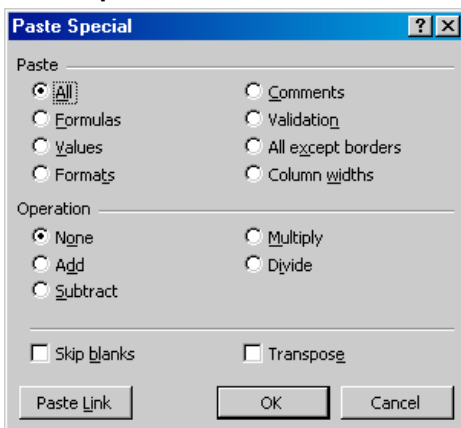 Paste Special
Paste
All Comments
Formulas Validation
Values All except borders
Formats Column widths
Operation
None Multiply
Add Divide
Subtract
Skip blanks Transpose
Paste Link OK Cancel